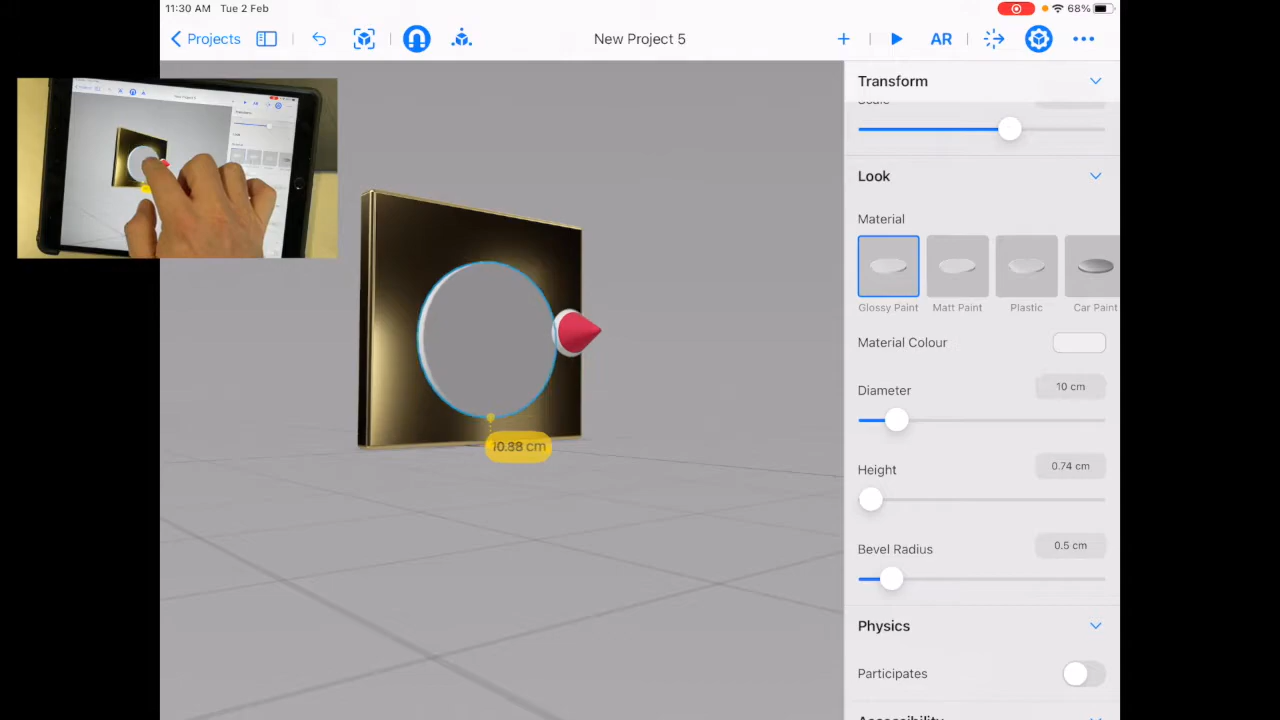 11:30 AM Tue 2 Feb
68%
Projects
New Project 5
AR
Transform
Look
Material
Glossy Paint
Matt Paint
Plastic
Car Paint
Material Colour
Diameter
10 cm
10.88 cm
Height
0.74 cm
Bevel Radius
0.5 cm
Physics
Participates